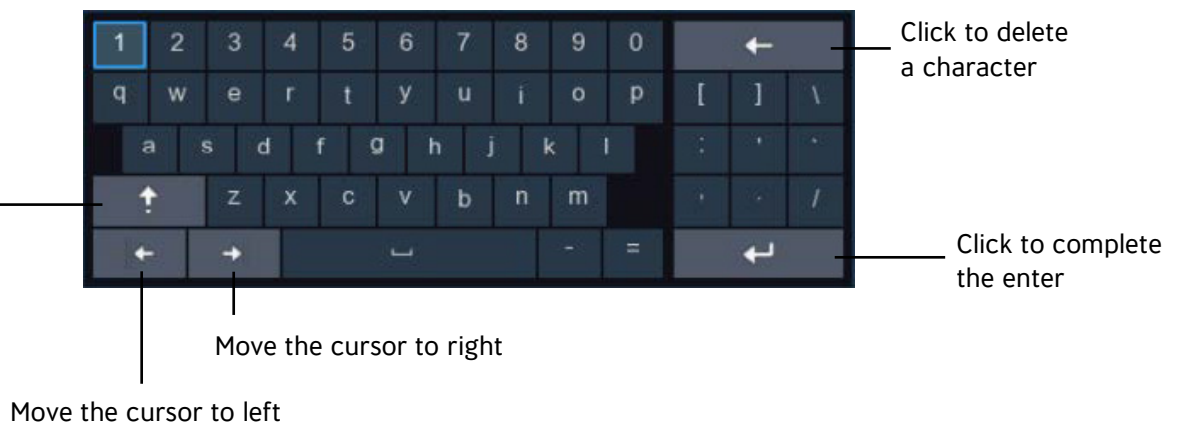 1 2 3 4 5 6 7 8 9 0
Click to delete
a character
q w e r t y u i o p [ ] \
a s d f g h j k l : ' `
z x c v b n m , . /
- =
Click to complete
the enter
Move the cursor to right
Move the cursor to left